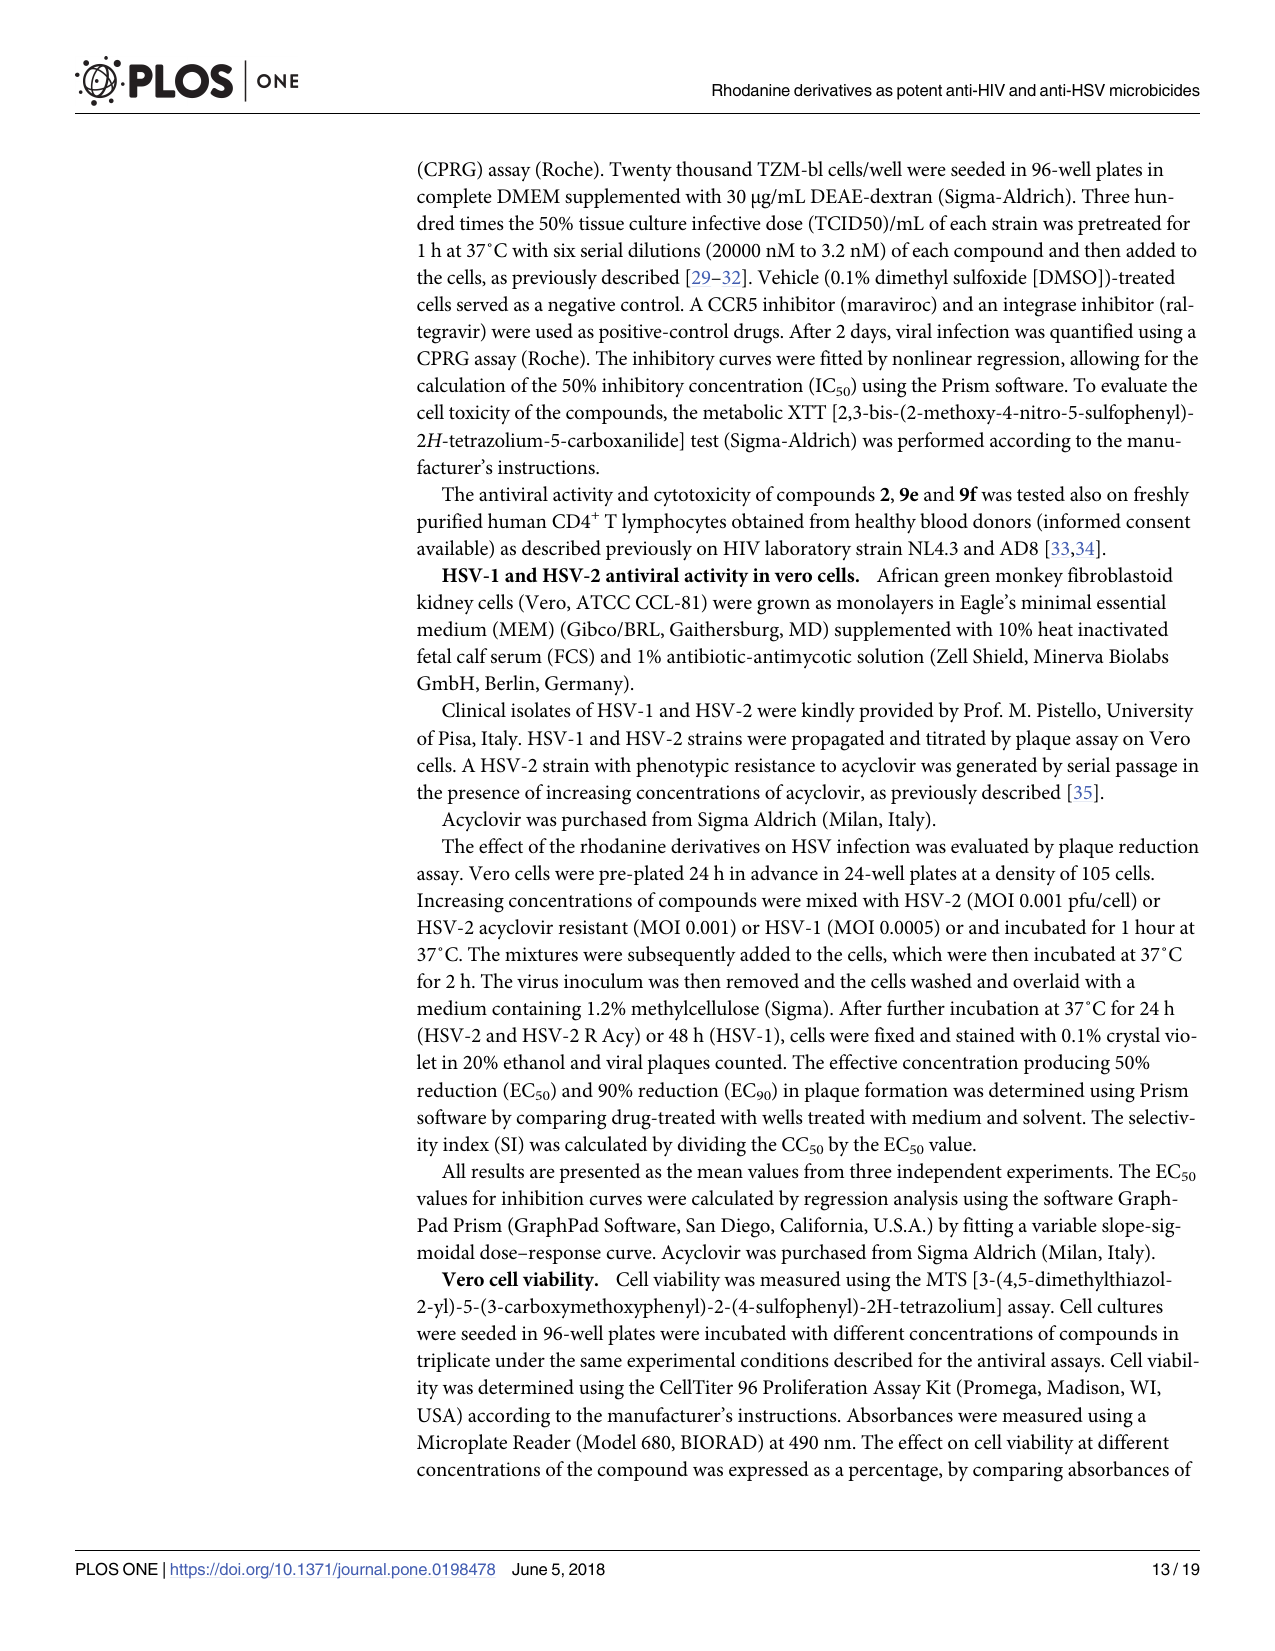 PLOS ONE
Rhodanine derivatives as potent anti-HIV and anti-HSV microbicides
(CPRG) assay (Roche). Twenty thousand TZM-bl cells/well were seeded in 96-well plates in
complete DMEM supplemented with 30 μg/mL DEAE-dextran (Sigma-Aldrich). Three hun-
dred times the 50% tissue culture infective dose (TCID50)/mL of each strain was pretreated for
1 h at 37˚C with six serial dilutions (20000 nM to 3.2 nM) of each compound and then added to
the cells, as previously described [29–32]. Vehicle (0.1% dimethyl sulfoxide [DMSO])-treated
cells served as a negative control. A CCR5 inhibitor (maraviroc) and an integrase inhibitor (ral-
tegravir) were used as positive-control drugs. After 2 days, viral infection was quantified using a
CPRG assay (Roche). The inhibitory curves were fitted by nonlinear regression, allowing for the
calculation of the 50% inhibitory concentration (IC50) using the Prism software. To evaluate the
cell toxicity of the compounds, the metabolic XTT [2,3-bis-(2-methoxy-4-nitro-5-sulfophenyl)-
2H-tetrazolium-5-carboxanilide] test (Sigma-Aldrich) was performed according to the manu-
facturer's instructions.
The antiviral activity and cytotoxicity of compounds 2, 9e and 9f was tested also on freshly
purified human CD4+ T lymphocytes obtained from healthy blood donors (informed consent
available) as described previously on HIV laboratory strain NL4.3 and AD8 [33,34].
HSV-1 and HSV-2 antiviral activity in vero cells. African green monkey fibroblastoid
kidney cells (Vero, ATCC CCL-81) were grown as monolayers in Eagle's minimal essential
medium (MEM) (Gibco/BRL, Gaithersburg, MD) supplemented with 10% heat inactivated
fetal calf serum (FCS) and 1% antibiotic-antimycotic solution (Zell Shield, Minerva Biolabs
GmbH, Berlin, Germany).
Clinical isolates of HSV-1 and HSV-2 were kindly provided by Prof. M. Pistello, University
of Pisa, Italy. HSV-1 and HSV-2 strains were propagated and titrated by plaque assay on Vero
cells. A HSV-2 strain with phenotypic resistance to acyclovir was generated by serial passage in
the presence of increasing concentrations of acyclovir, as previously described [35].
Acyclovir was purchased from Sigma Aldrich (Milan, Italy).
The effect of the rhodanine derivatives on HSV infection was evaluated by plaque reduction
assay. Vero cells were pre-plated 24 h in advance in 24-well plates at a density of 105 cells.
Increasing concentrations of compounds were mixed with HSV-2 (MOI 0.001 pfu/cell) or
HSV-2 acyclovir resistant (MOI 0.001) or HSV-1 (MOI 0.0005) or and incubated for 1 hour at
37˚C. The mixtures were subsequently added to the cells, which were then incubated at 37˚C
for 2 h. The virus inoculum was then removed and the cells washed and overlaid with a
medium containing 1.2% methylcellulose (Sigma). After further incubation at 37˚C for 24 h
(HSV-2 and HSV-2 R Acy) or 48 h (HSV-1), cells were fixed and stained with 0.1% crystal vio-
let in 20% ethanol and viral plaques counted. The effective concentration producing 50%
reduction (EC50) and 90% reduction (EC90) in plaque formation was determined using Prism
software by comparing drug-treated with wells treated with medium and solvent. The selectiv-
ity index (SI) was calculated by dividing the CC50 by the EC50 value.
All results are presented as the mean values from three independent experiments. The EC50
values for inhibition curves were calculated by regression analysis using the software Graph-
Pad Prism (GraphPad Software, San Diego, California, U.S.A.) by fitting a variable slope-sig-
moidal dose–response curve. Acyclovir was purchased from Sigma Aldrich (Milan, Italy).
Vero cell viability. Cell viability was measured using the MTS [3-(4,5-dimethylthiazol-
2-yl)-5-(3-carboxymethoxyphenyl)-2-(4-sulfophenyl)-2H-tetrazolium] assay. Cell cultures
were seeded in 96-well plates were incubated with different concentrations of compounds in
triplicate under the same experimental conditions described for the antiviral assays. Cell viabil-
ity was determined using the CellTiter 96 Proliferation Assay Kit (Promega, Madison, WI,
USA) according to the manufacturer's instructions. Absorbances were measured using a
Microplate Reader (Model 680, BIORAD) at 490 nm. The effect on cell viability at different
concentrations of the compound was expressed as a percentage, by comparing absorbances of
PLOS ONE | https://doi.org/10.1371/journal.pone.0198478 June 5, 2018
13 / 19